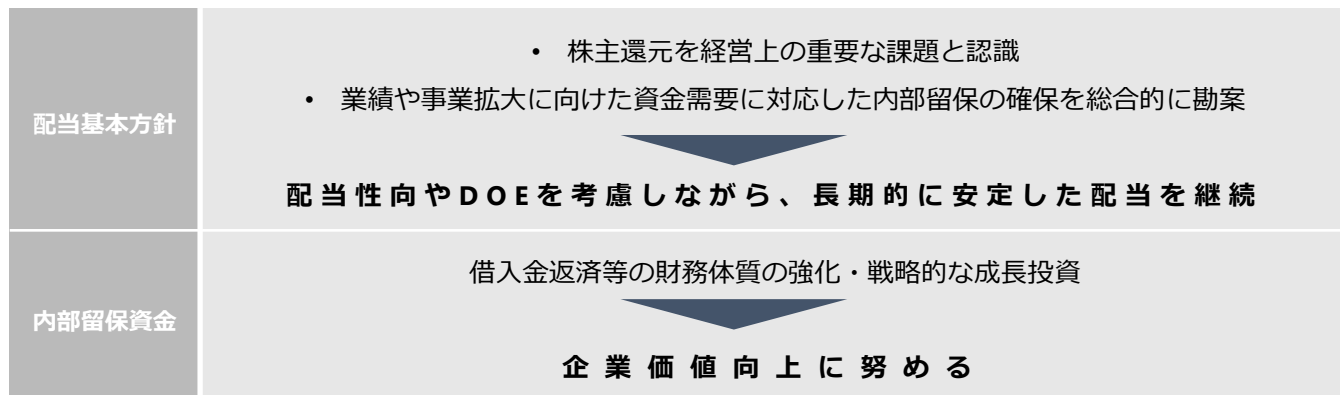 配当基本方針
• 株主還元を経営上の重要な課題と認識
• 業績や事業拡大に向けた資金需要に対応した内部留保の確保を総合的に勘案
配当性向やDOEを考慮しながら、長期的に安定した配当を継続
内部留保資金
借入金返済等の財務体質の強化・戦略的な成長投資
企業価値向上に努める